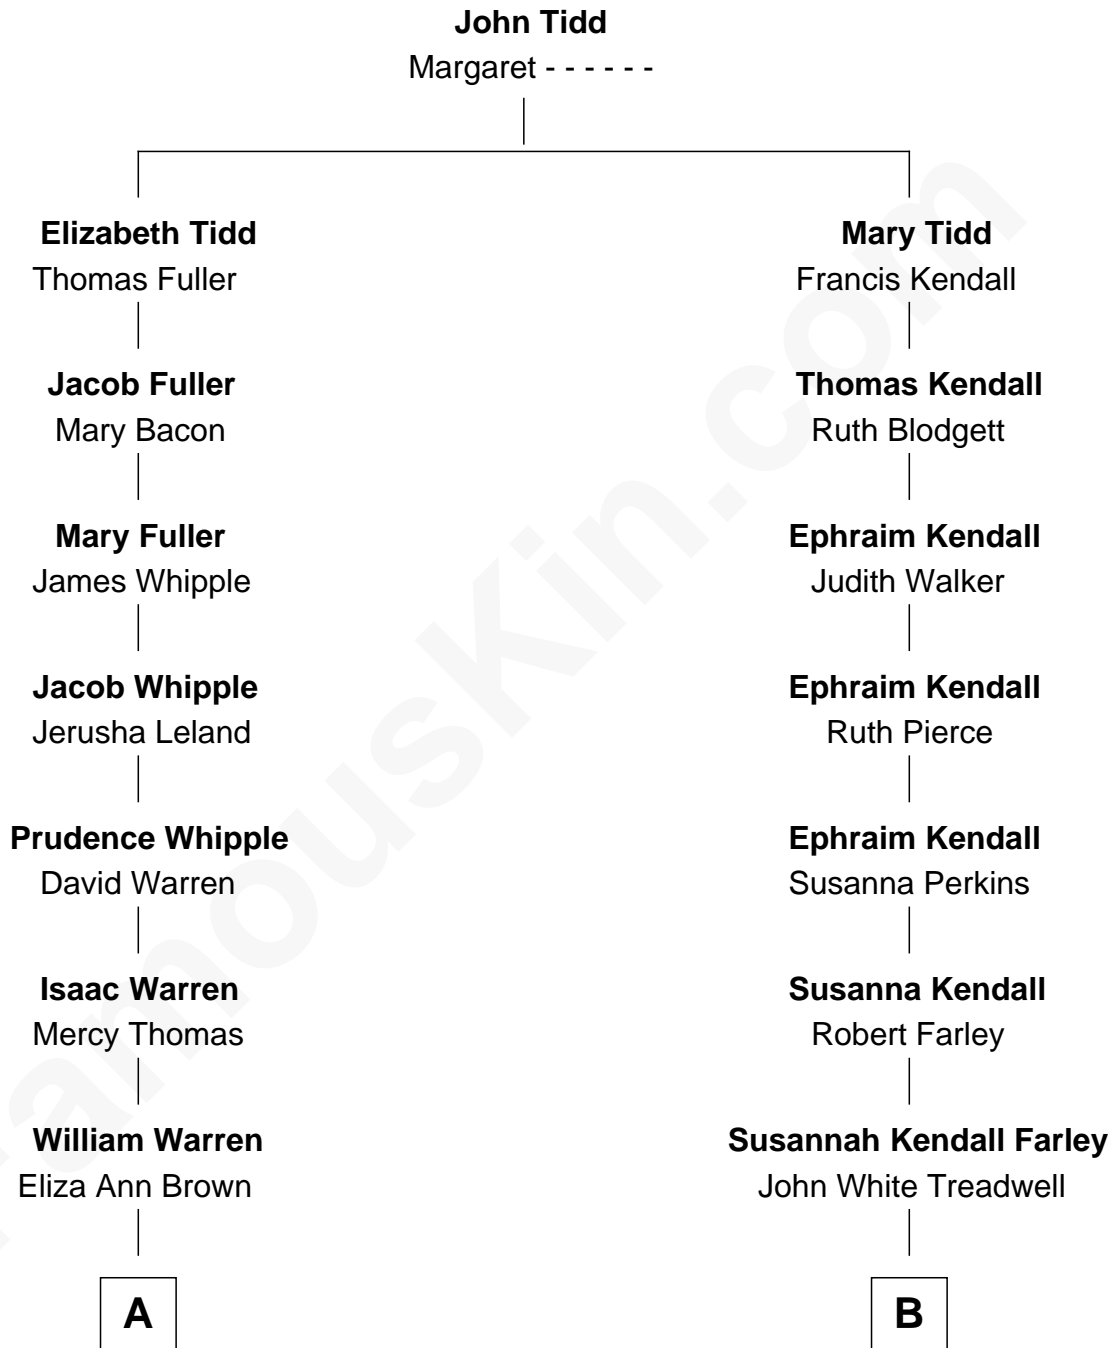 John Tidd
Margaret - - - - - -
Elizabeth Tidd
Thomas Fuller
Mary Tidd
Francis Kendall
Jacob Fuller
Mary Bacon
Thomas Kendall
Ruth Blodgett
Mary Fuller
James Whipple
Ephraim Kendall
Judith Walker
Jacob Whipple
Jerusha Leland
Ephraim Kendall
Ruth Pierce
Prudence Whipple
David Warren
Ephraim Kendall
Susanna Perkins
Isaac Warren
Mercy Thomas
Susanna Kendall
Robert Farley
William Warren
Eliza Ann Brown
Susannah Kendall Farley
John White Treadwell
A
B
FamousKin.com